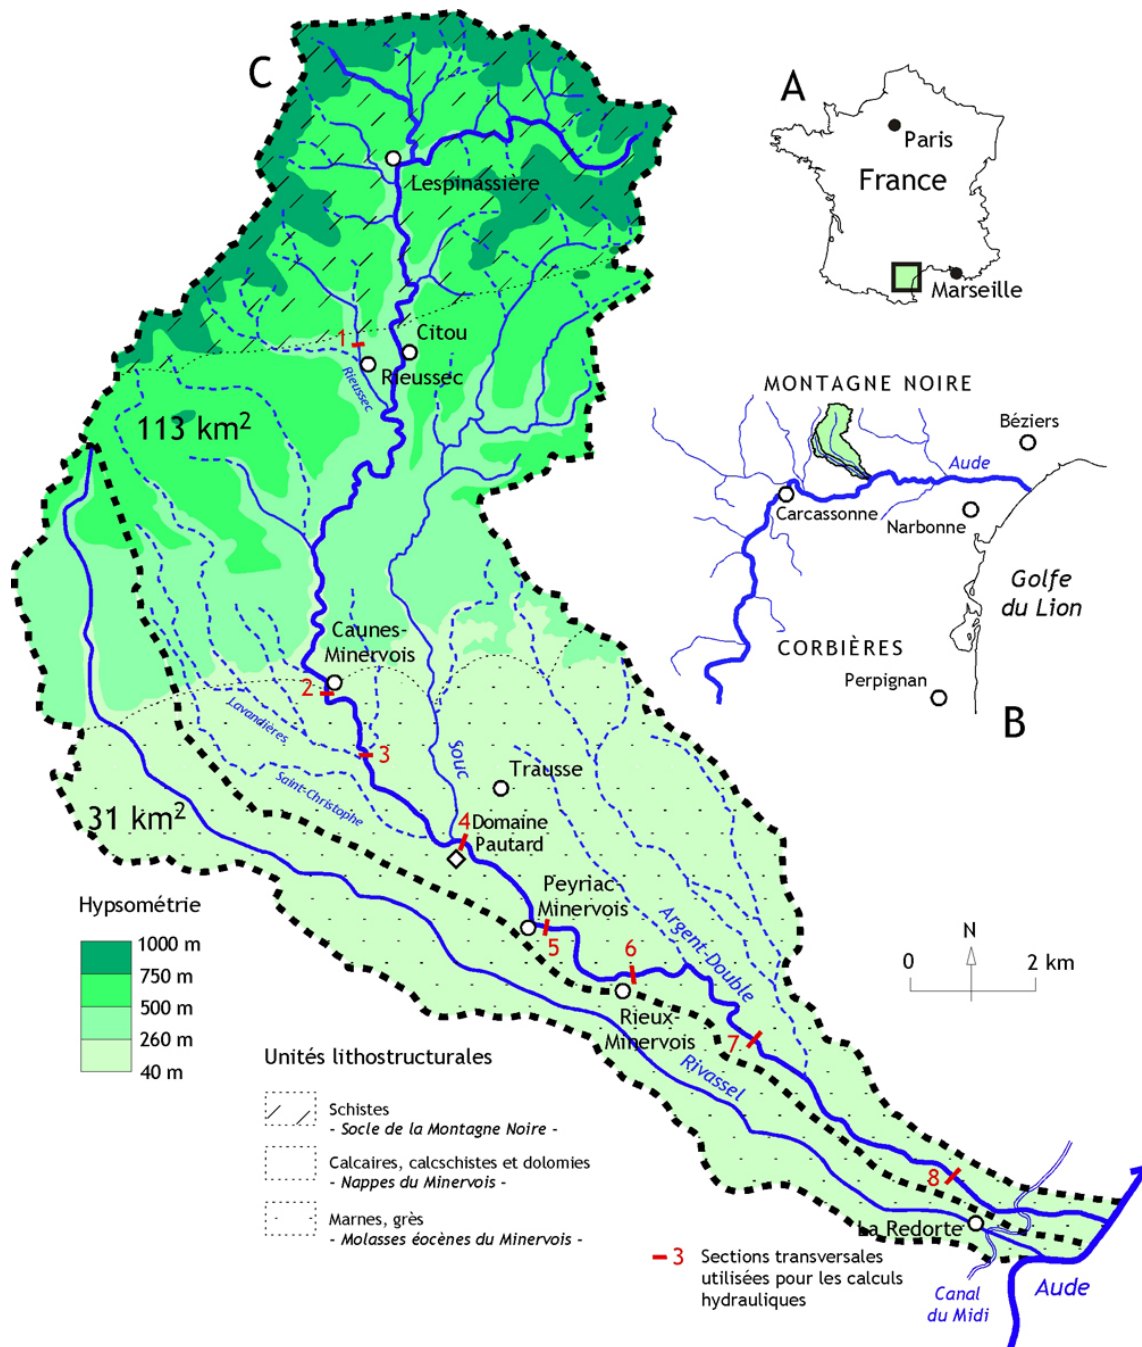 C
A
Paris
France
Marseille
Lespinassière
1
Citou
Rieussec
Rieussec
113 km²
MONTAGNE NOIRE
Béziers
Aude
Carcassonne
Narbonne
Golfe
du Lion
CORBIÈRES
Perpignan
B
Caunes-
Minervois
2
Lavandières
3
Souc
Saint-Christophe
Trausse
31 km²
4
Domaine
Pautard
Peyriac-
Minervois
5
6
Argent-Double
Rieux-
Minervois
7
Rivassel
8
La Redorte
Canal
du Midi
Aude
N
0
2 km
Hypsométrie
1000 m
750 m
500 m
260 m
40 m
Unités lithostructurales
Schistes
- Socle de la Montagne Noire -
Calcaires, calcschistes et dolomies
- Nappes du Minervois -
Marnes, grès
- Molasses éocènes du Minervois -
3
Sections transversales
utilisées pour les calculs
hydrauliques